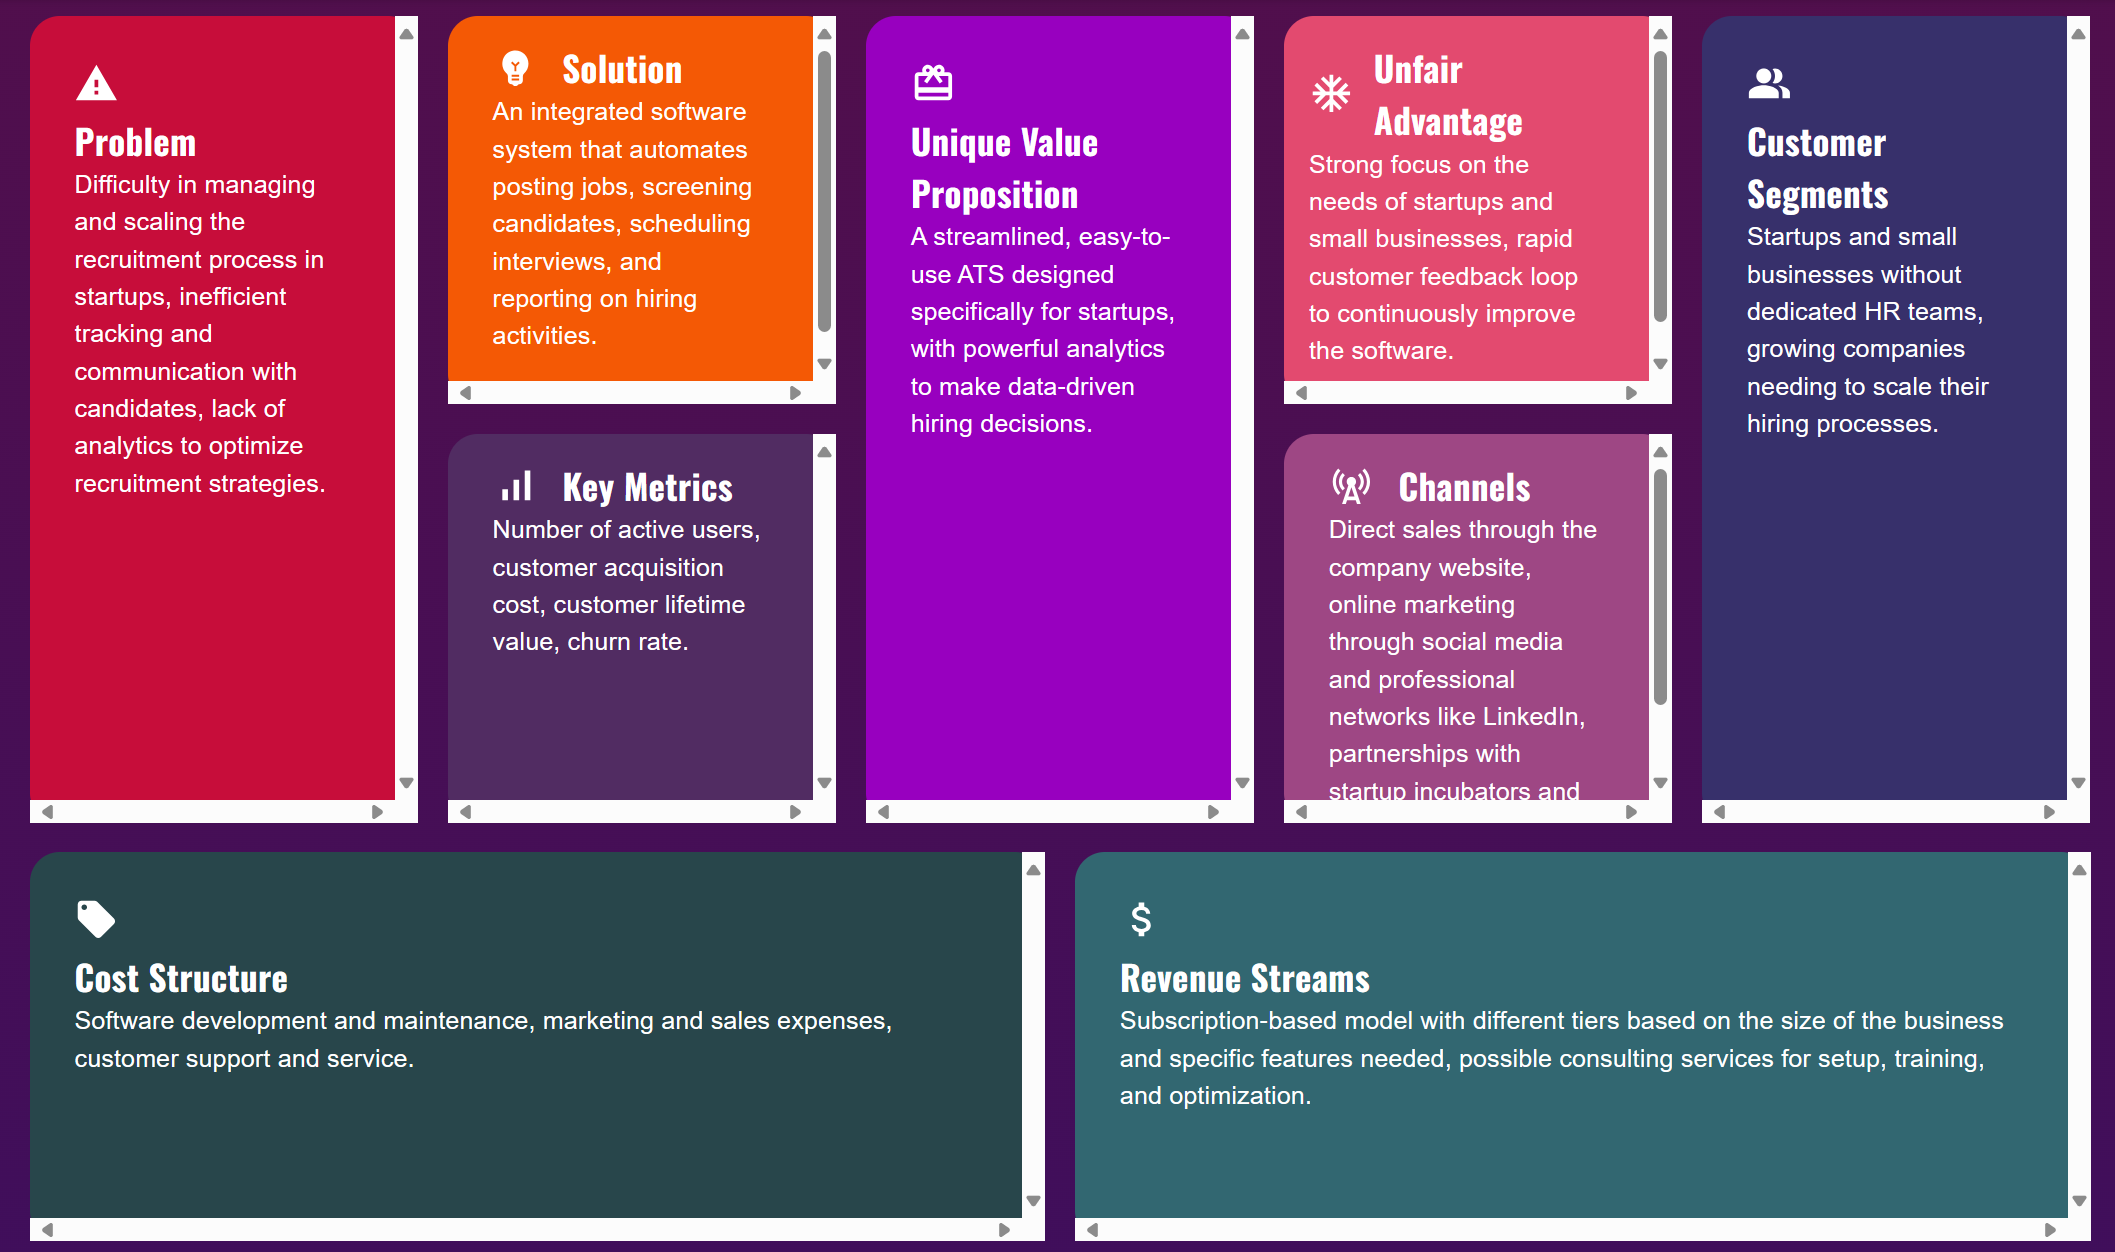 Problem
Difficulty in managing
and scaling the
recruitment process in
startups, inefficient
tracking and
communication with
candidates, lack of
analytics to optimize
recruitment strategies.
Solution
An integrated software
system that automates
posting jobs, screening
candidates, scheduling
interviews, and
reporting on hiring
activities.
Key Metrics
Number of active users,
customer acquisition
cost, customer lifetime
value, churn rate.
Unique Value
Proposition
A streamlined, easy-to-
use ATS designed
specifically for startups,
with powerful analytics
to make data-driven
hiring decisions.
Unfair
Advantage
Strong focus on the
needs of startups and
small businesses, rapid
customer feedback loop
to continuously improve
the software.
Channels
Direct sales through the
company website,
online marketing
through social media
and professional
networks like LinkedIn,
partnerships with
startup incubators and
Customer
Segments
Startups and small
businesses without
dedicated HR teams,
growing companies
needing to scale their
hiring processes.
Cost Structure
Software development and maintenance, marketing and sales expenses,
customer support and service.
$
Revenue Streams
Subscription-based model with different tiers based on the size of the business
and specific features needed, possible consulting services for setup, training,
and optimization.